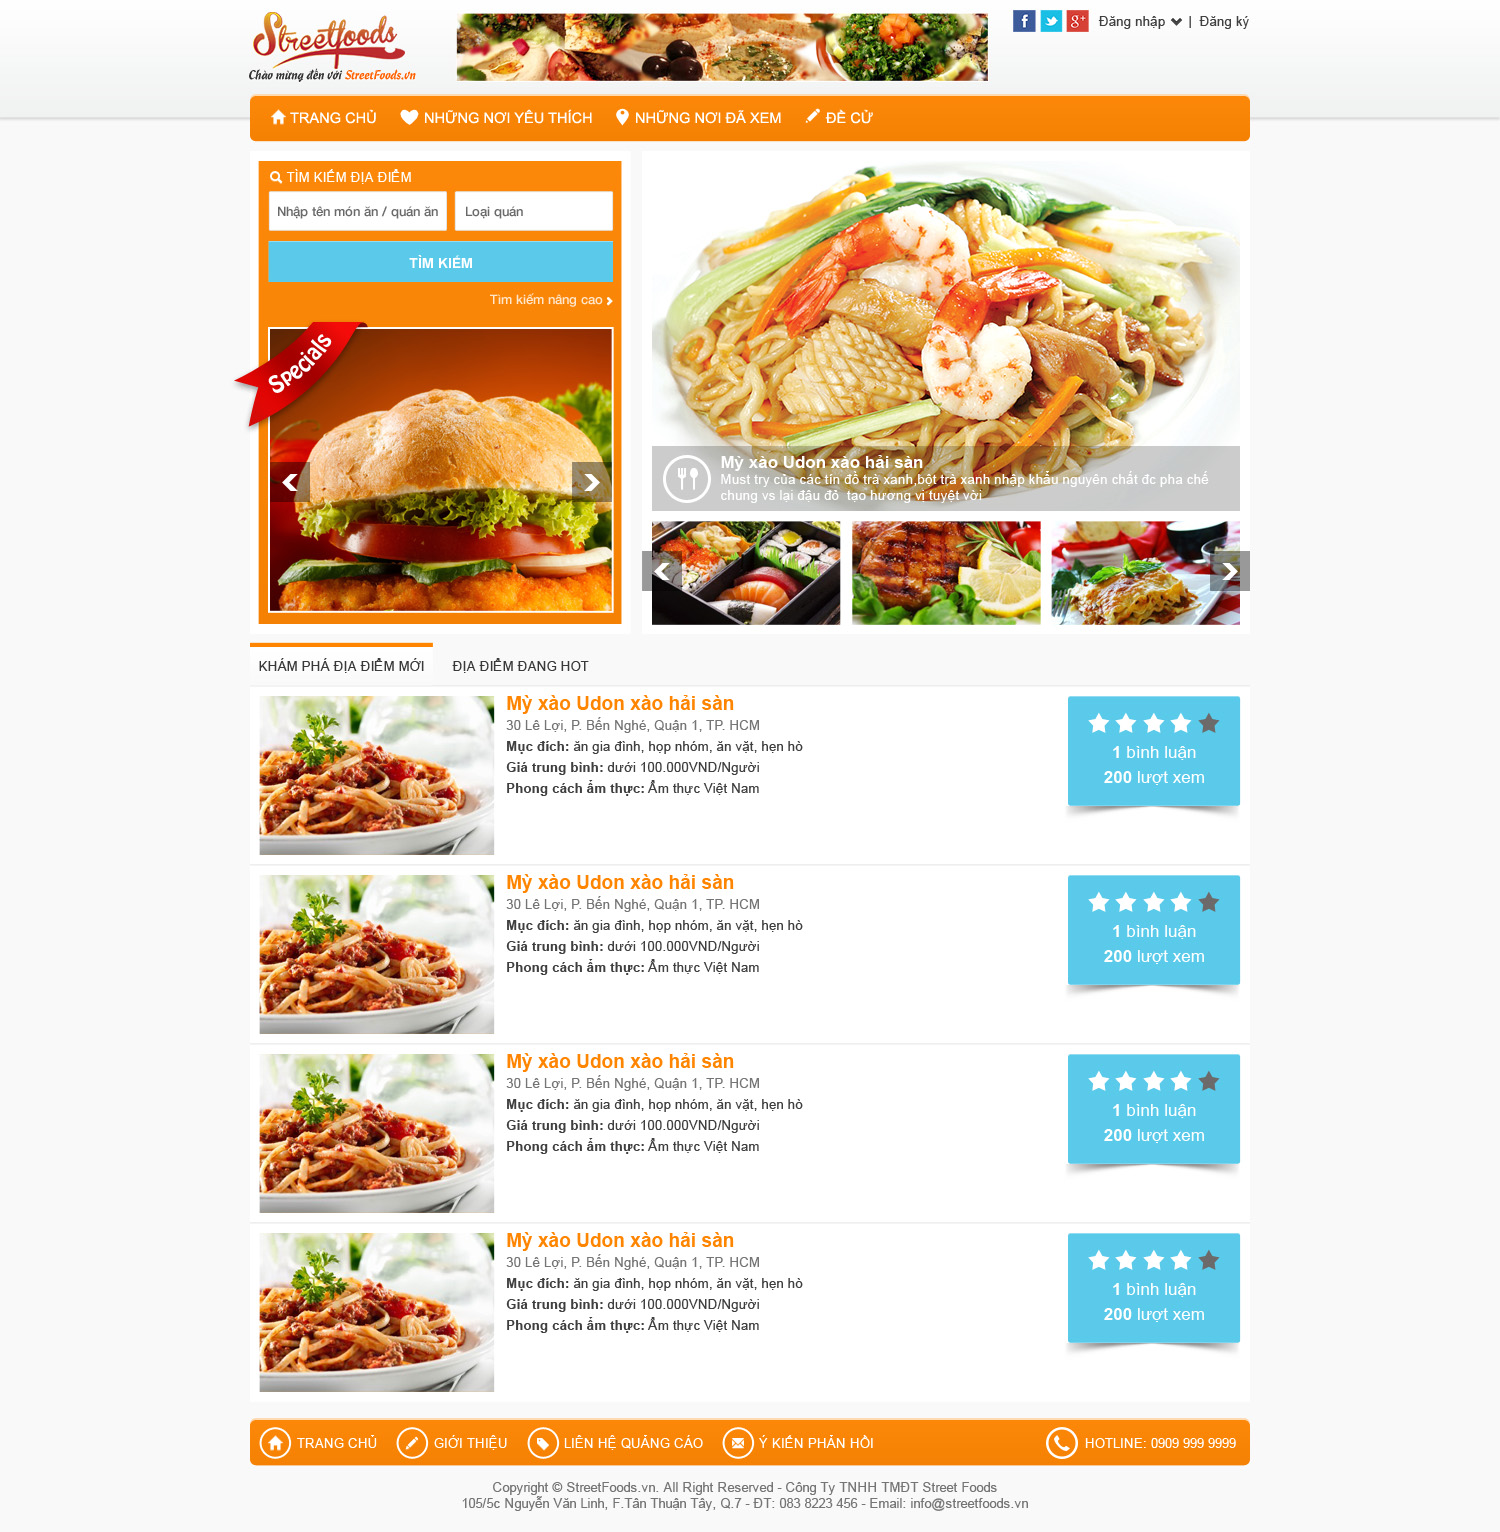 Streetfoods
Chào mừng đến với StreetFoods.vn
f g+ Đăng nhập | Đăng ký
TRANG CHỦ NHỮNG NƠI YÊU THÍCH NHỮNG NƠI ĐÃ XEM ĐỀ CỬ
TÌM KIẾM ĐỊA ĐIỂM
Nhập tên món ăn / quán ăn Loại quán
TÌM KIẾM
Tìm kiếm nâng cao
Specials
Mỳ xào Udon xào hải sản
Must try của các tín đồ trà xanh,bột trà xanh nhập khẩu nguyên chất đc pha chế
chung vs lại đậu đỏ tạo hương vị tuyệt vời
KHÁM PHÁ ĐỊA ĐIỂM MỚI ĐỊA ĐIỂM ĐANG HOT
Mỳ xào Udon xào hải sản
30 Lê Lợi, P. Bến Nghé, Quận 1, TP. HCM
Mục đích: ăn gia đình, họp nhóm, ăn vặt, hẹn hò
Giá trung bình: dưới 100.000VND/Người
Phong cách ẩm thực: Ẩm thực Việt Nam
1 bình luận
200 lượt xem
Mỳ xào Udon xào hải sản
30 Lê Lợi, P. Bến Nghé, Quận 1, TP. HCM
Mục đích: ăn gia đình, họp nhóm, ăn vặt, hẹn hò
Giá trung bình: dưới 100.000VND/Người
Phong cách ẩm thực: Ẩm thực Việt Nam
1 bình luận
200 lượt xem
Mỳ xào Udon xào hải sản
30 Lê Lợi, P. Bến Nghé, Quận 1, TP. HCM
Mục đích: ăn gia đình, họp nhóm, ăn vặt, hẹn hò
Giá trung bình: dưới 100.000VND/Người
Phong cách ẩm thực: Ẩm thực Việt Nam
1 bình luận
200 lượt xem
Mỳ xào Udon xào hải sản
30 Lê Lợi, P. Bến Nghé, Quận 1, TP. HCM
Mục đích: ăn gia đình, họp nhóm, ăn vặt, hẹn hò
Giá trung bình: dưới 100.000VND/Người
Phong cách ẩm thực: Ẩm thực Việt Nam
1 bình luận
200 lượt xem
TRANG CHỦ GIỚI THIỆU LIÊN HỆ QUẢNG CÁO Ý KIẾN PHẢN HỒI HOTLINE: 0909 999 9999
Copyright © StreetFoods.vn. All Right Reserved - Công Ty TNHH TMĐT Street Foods
105/5c Nguyễn Văn Linh, F.Tân Thuận Tây, Q.7 - ĐT: 083 8223 456 - Email: info@streetfoods.vn